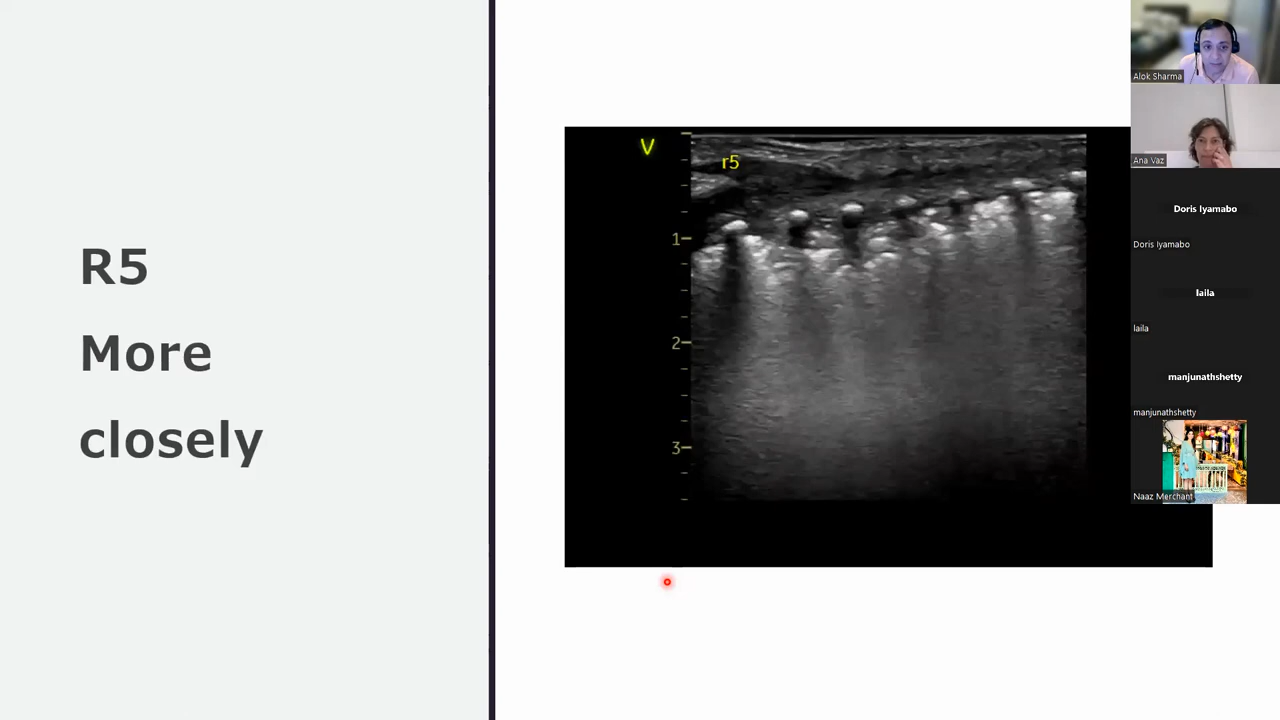 R5
More
closely
V
r5
1
2
3
Alok Sharma
Ana Vaz
Doris Iyamabo
Doris Iyamabo
laila
laila
manjunathshetty
manjunathshetty
Naaz Merchant